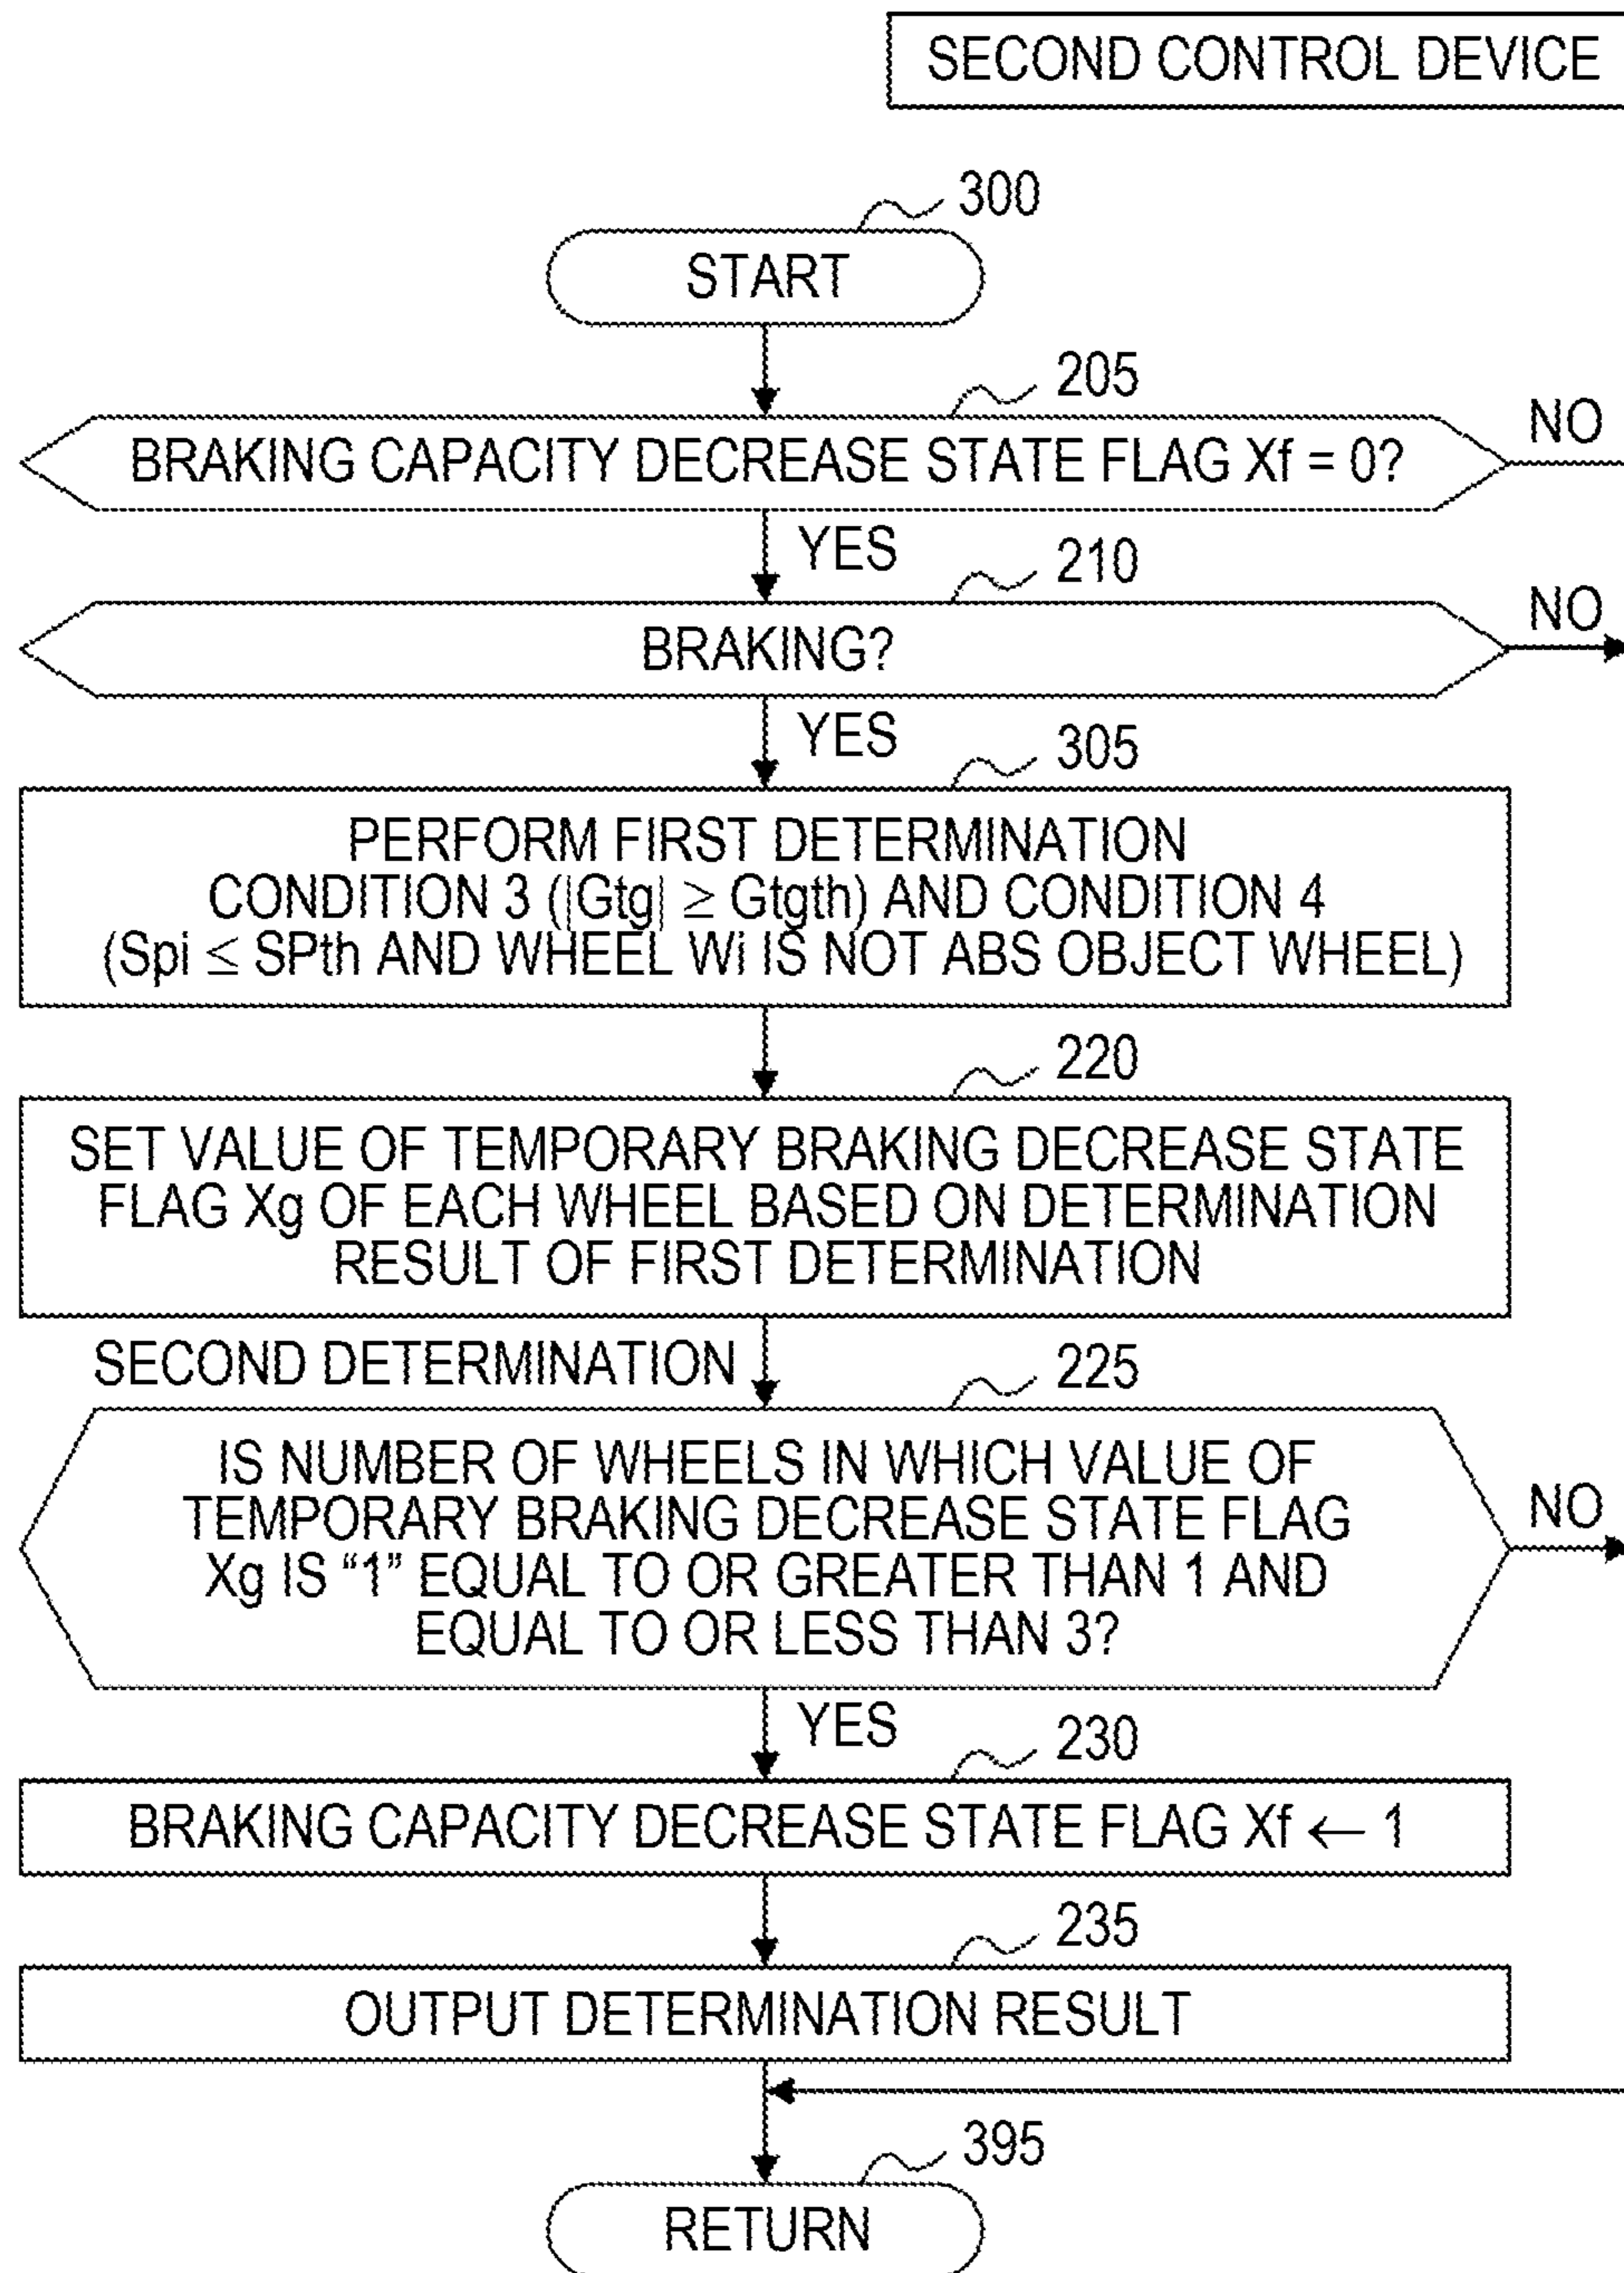 SECOND CONTROL DEVICE
300
START
205
BRAKING CAPACITY DECREASE STATE FLAG Xf = 0?
NO
YES
210
BRAKING?
NO
YES
305
PERFORM FIRST DETERMINATION
CONDITION 3 (|Gtg| ≥ Gtgth) AND CONDITION 4
(Spi ≤ SPth AND WHEEL Wi IS NOT ABS OBJECT WHEEL)
220
SET VALUE OF TEMPORARY BRAKING DECREASE STATE
FLAG Xg OF EACH WHEEL BASED ON DETERMINATION
RESULT OF FIRST DETERMINATION
SECOND DETERMINATION
225
IS NUMBER OF WHEELS IN WHICH VALUE OF
TEMPORARY BRAKING DECREASE STATE FLAG
Xg IS “1” EQUAL TO OR GREATER THAN 1 AND
EQUAL TO OR LESS THAN 3?
NO
YES
230
BRAKING CAPACITY DECREASE STATE FLAG Xf ← 1
235
OUTPUT DETERMINATION RESULT
395
RETURN